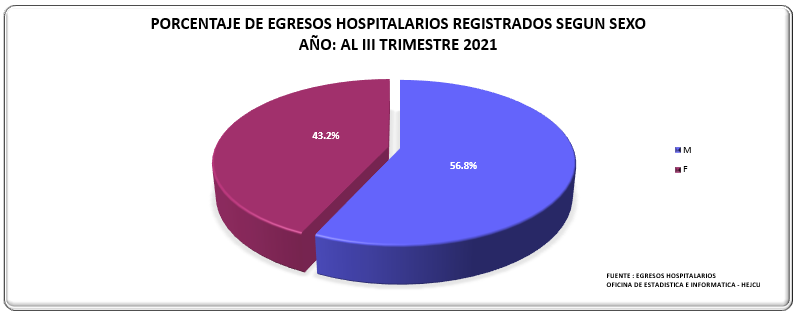 PORCENTAJE DE EGRESOS HOSPITALARIOS REGISTRADOS SEGUN SEXO
AÑO: AL III TRIMESTRE 2021
43.2%
56.8%
M
F
FUENTE : EGRESOS HOSPITALARIOS
OFICINA DE ESTADISTICA E INFORMATICA - HEJCU